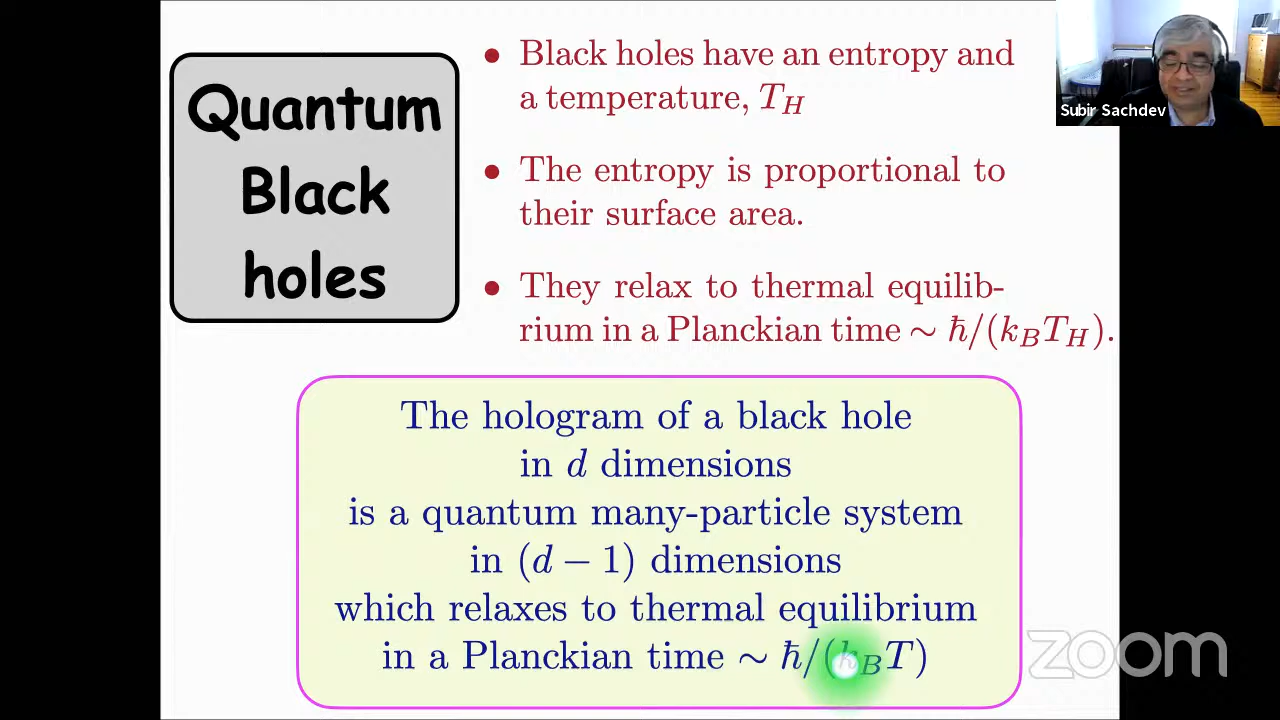 Quantum
Black
holes
• Black holes have an entropy and
a temperature, T_H
• The entropy is proportional to
their surface area.
• They relax to thermal equilib-
rium in a Planckian time ∼ ℏ/(k_B T_H).
The hologram of a black hole
in d dimensions
is a quantum many-particle system
in (d − 1) dimensions
which relaxes to thermal equilibrium
in a Planckian time ∼ ℏ/(k_B T)
Subir Sachdev
zoom